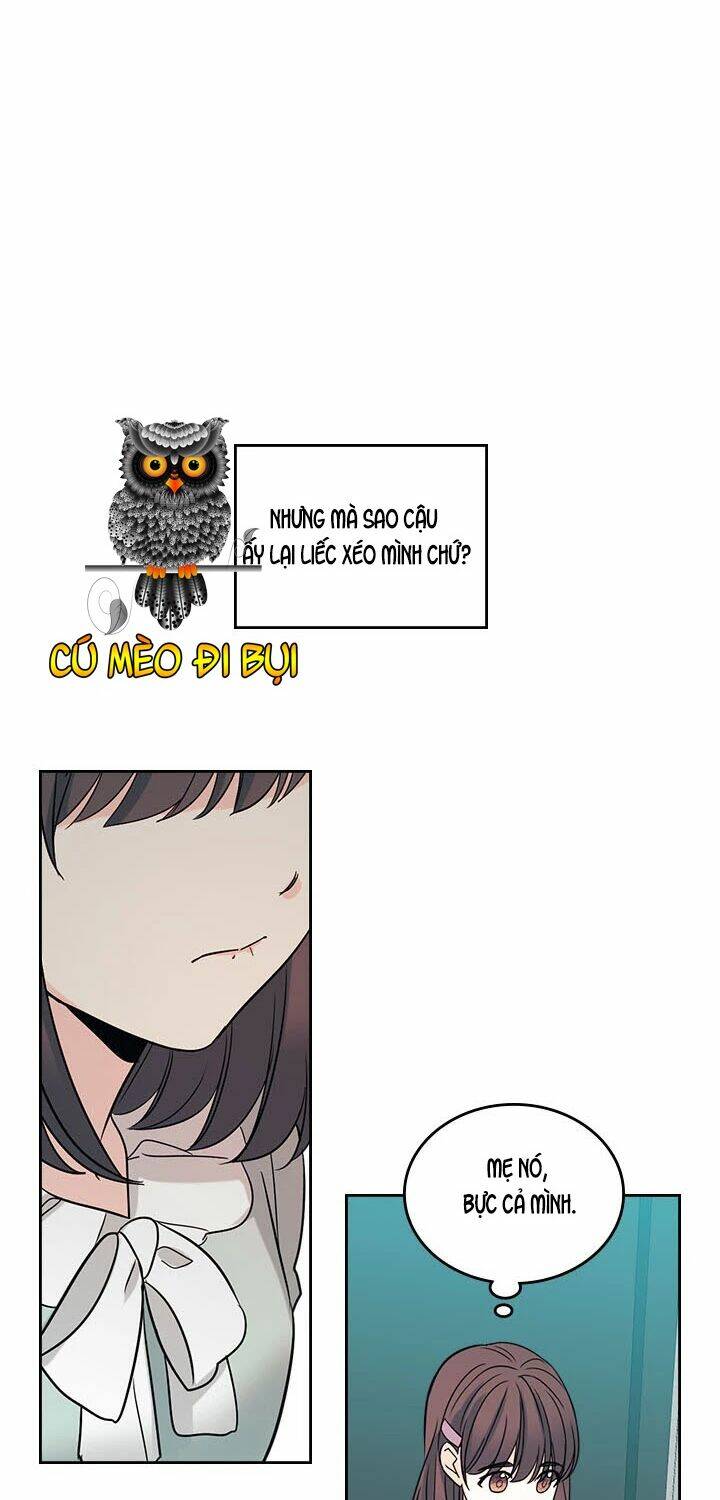 NHƯNG MÀ SAO CẬU
ẤY LẠI LIẾC XÉO MÌNH CHỨ?
CÚ MÈO ĐI BỤI
MẸ NÓ,
BỰC CẢ MÌNH.